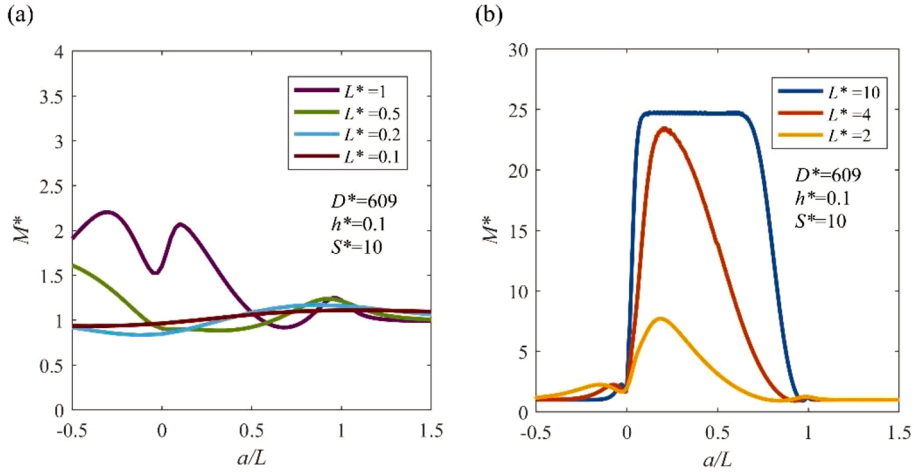 (a)
4
3.5
3
2.5
2
1.5
1
0.5
0
M*
L* =1
L* =0.5
L* =0.2
L* =0.1
D*=609
h*=0.1
S*=10
-0.5 0 0.5 1 1.5
a/L
(b)
30
25
20
15
10
5
0
M*
L* =10
L* =4
L* =2
D*=609
h*=0.1
S*=10
-0.5 0 0.5 1 1.5
a/L